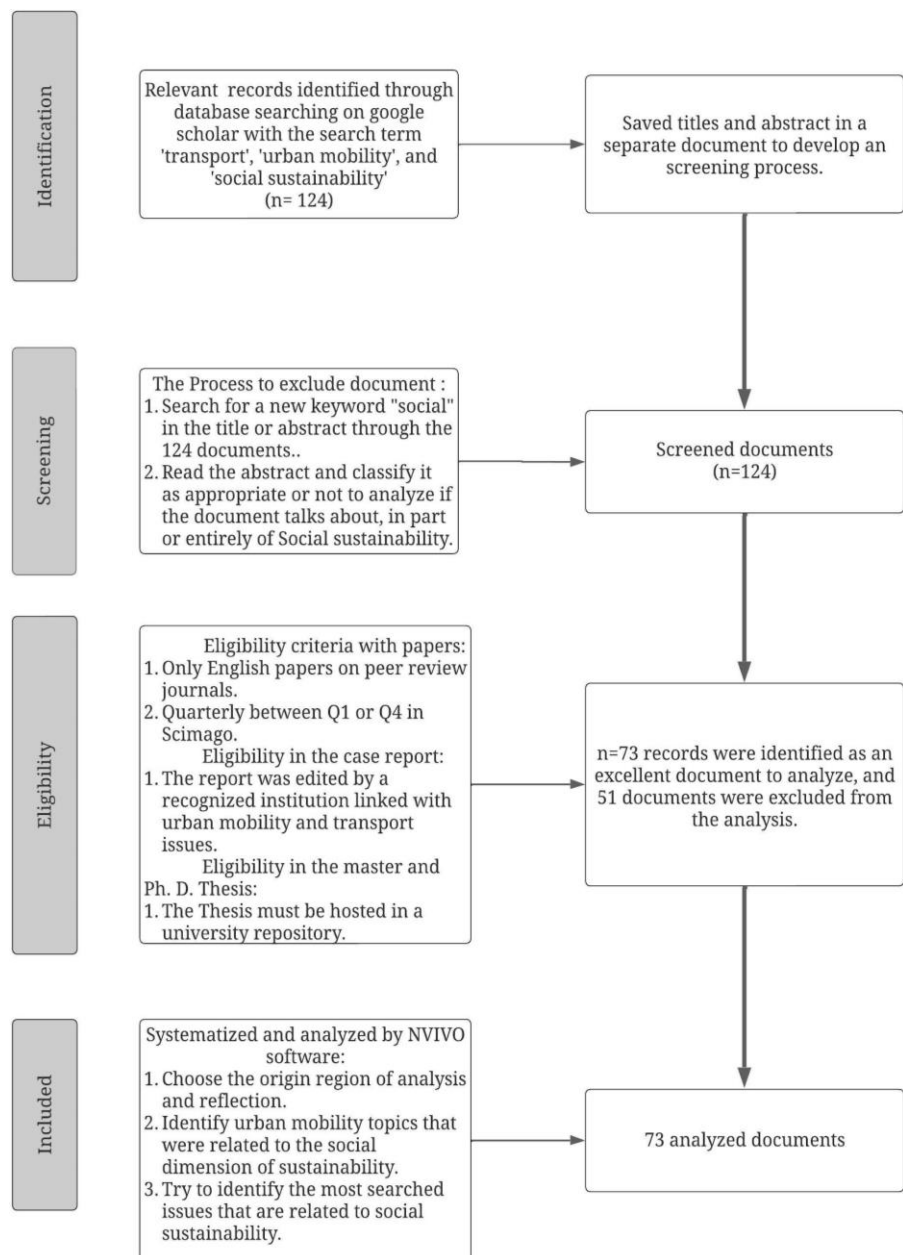 Identification
Relevant records identified through
database searching on google
scholar with the search term
'transport', 'urban mobility', and
'social sustainability'
(n= 124)
Saved titles and abstract in a
separate document to develop an
screening process.
Screening
The Process to exclude document :
1. Search for a new keyword "social"
in the title or abstract through the
124 documents..
2. Read the abstract and classify it
as appropriate or not to analyze if
the document talks about, in part
or entirely of Social sustainability.
Screened documents
(n=124)
Eligibility
Eligibility criteria with papers:
1. Only English papers on peer review
journals.
2. Quarterly between Q1 or Q4 in
Scimago.
Eligibility in the case report:
1. The report was edited by a
recognized institution linked with
urban mobility and transport
issues.
Eligibility in the master and
Ph. D. Thesis:
1. The Thesis must be hosted in a
university repository.
n=73 records were identified as an
excellent document to analyze, and
51 documents were excluded from
the analysis.
Included
Systematized and analyzed by NVIVO
software:
1. Choose the origin region of analysis
and reflection.
2. Identify urban mobility topics that
were related to the social
dimension of sustainability.
3. Try to identify the most searched
issues that are related to social
sustainability.
73 analyzed documents